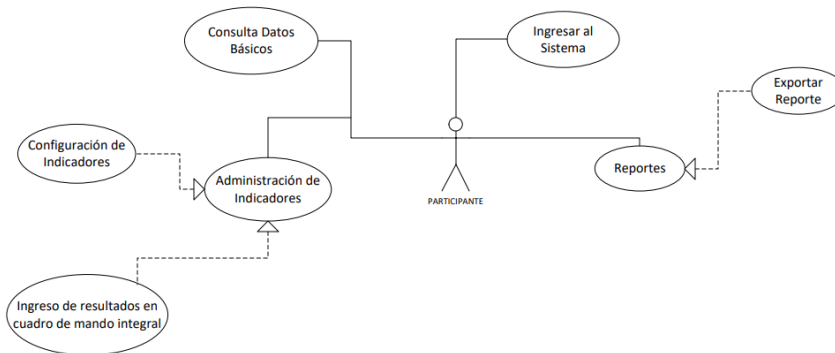 Consulta Datos
Básicos
Ingresar al
Sistema
Exportar
Reporte
Configuración de
Indicadores
Administración de
Indicadores
Reportes
PARTICIPANTE
Ingreso de resultados en
cuadro de mando integral